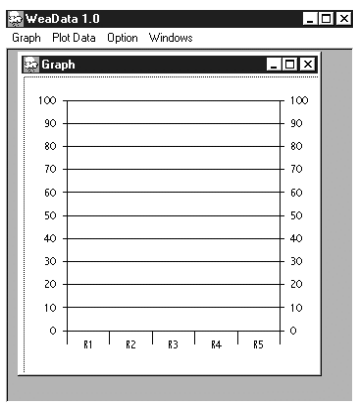 WeaData 1.0
Graph Plot Data Option Windows
Graph
100 100
90 90
80 80
70 70
60 60
50 50
40 40
30 30
20 20
10 10
0 0
R1 R2 R3 R4 R5